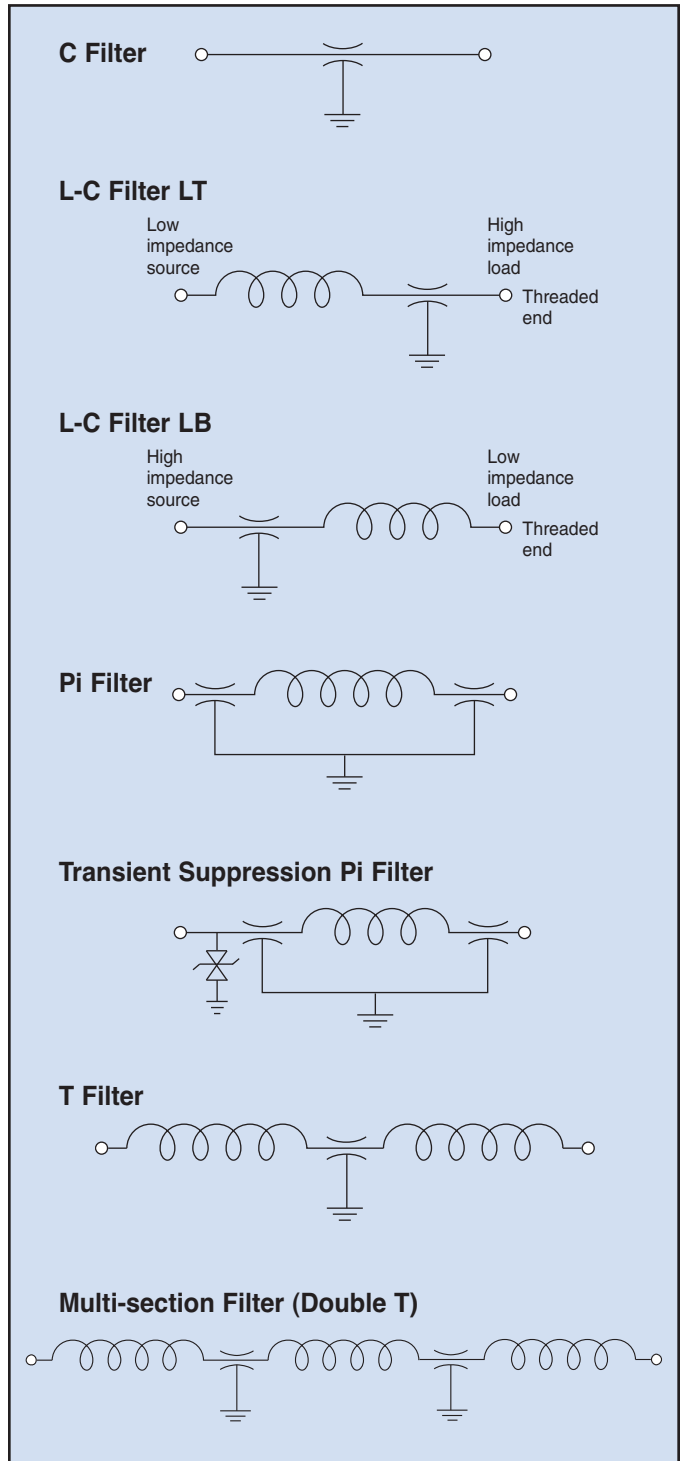 C Filter
L-C Filter LT
Low
impedance
source
High
impedance
load
Threaded
end
L-C Filter LB
High
impedance
source
Low
impedance
load
Threaded
end
Pi Filter
Transient Suppression Pi Filter
T Filter
Multi-section Filter (Double T)